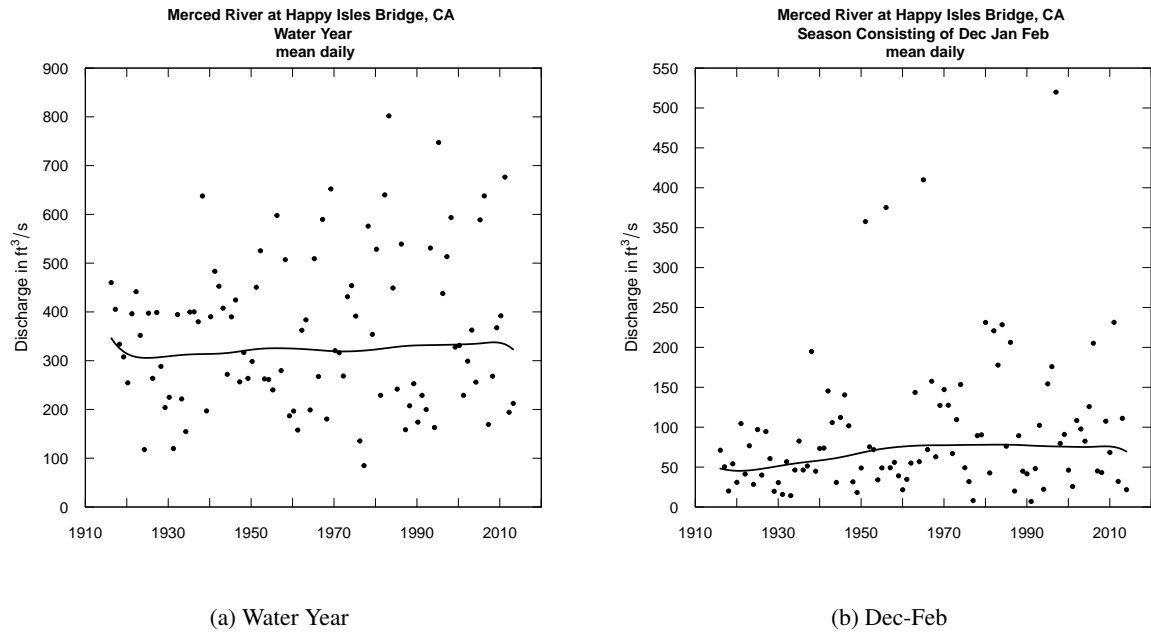 Merced River at Happy Isles Bridge, CA
Water Year
mean daily
900
800
700
600
500
400
300
200
100
0
Discharge in ft³/s
1910 1930 1950 1970 1990 2010
(a) Water Year
Merced River at Happy Isles Bridge, CA
Season Consisting of Dec Jan Feb
mean daily
550
500
450
400
350
300
250
200
150
100
50
0
Discharge in ft³/s
1910 1930 1950 1970 1990 2010
(b) Dec-Feb